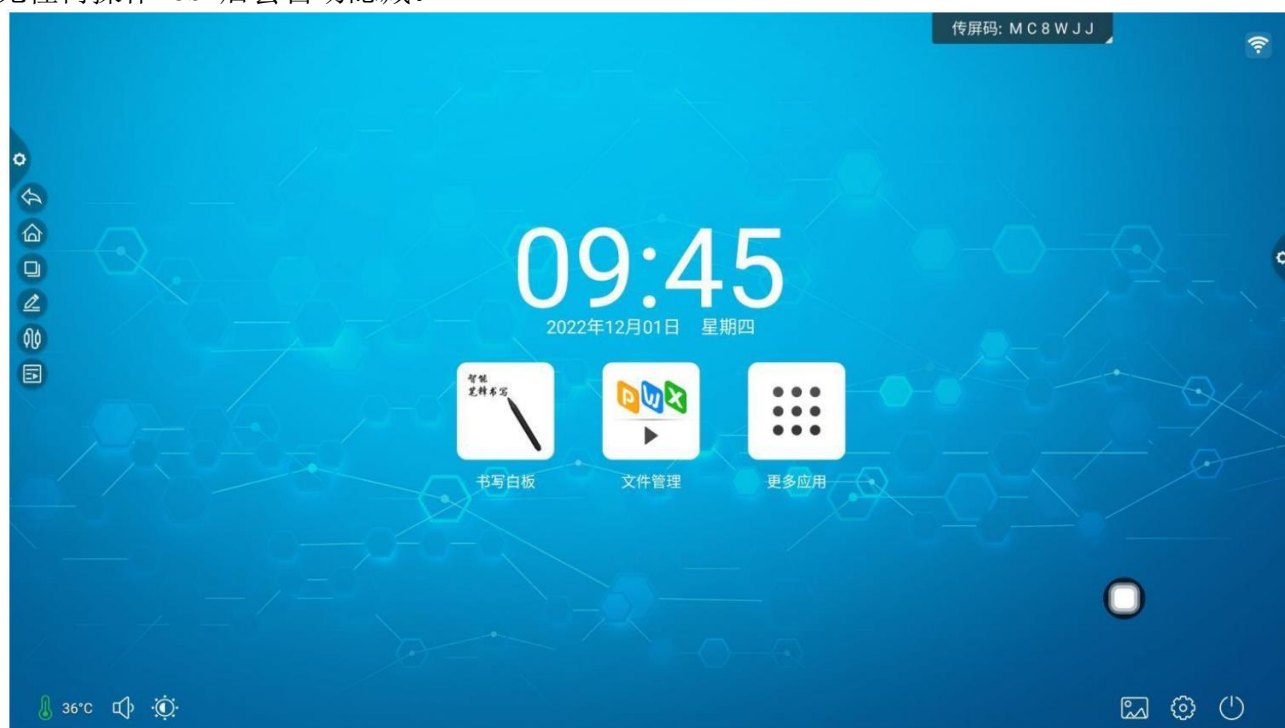 传屏码: MC8WJJ
09:45
2022年12月01日 星期四
智能
笔锋书写
P W X
书写白板
文件管理
更多应用
36°C